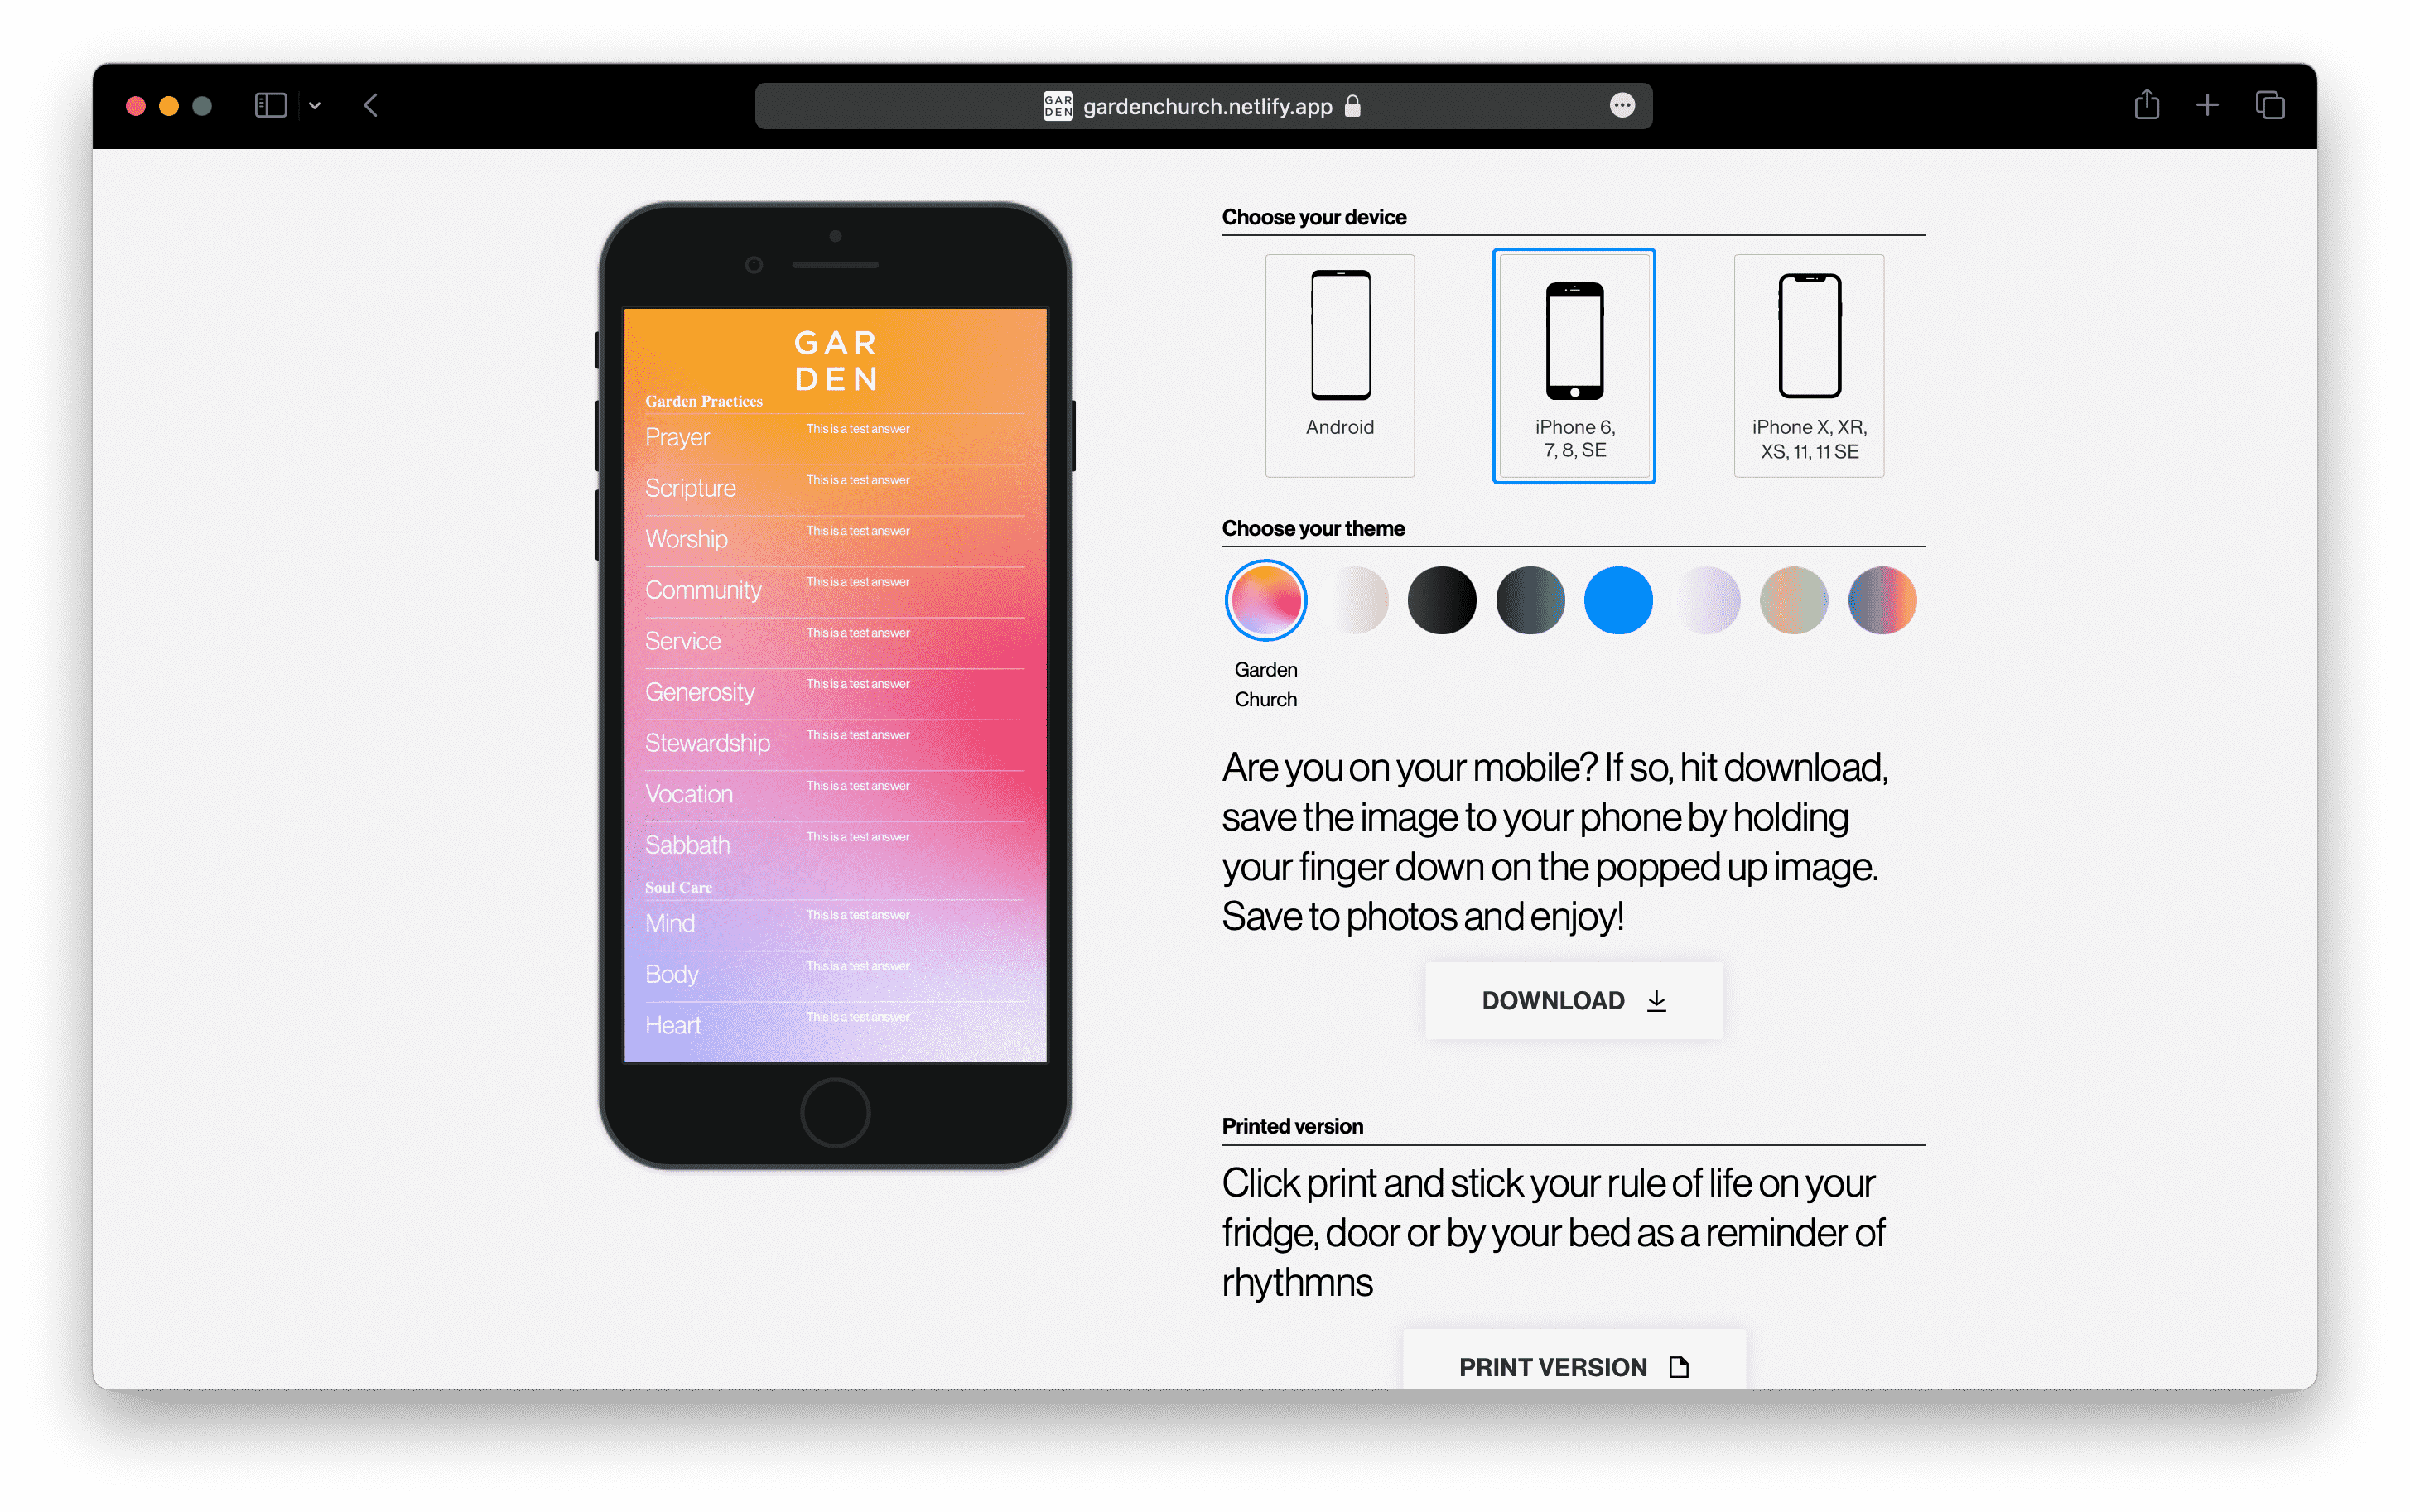 GAR
DEN
gardenchurch.netlify.app
GAR
DEN
Garden Practices
Prayer This is a test answer
Scripture This is a test answer
Worship This is a test answer
Community This is a test answer
Service This is a test answer
Generosity This is a test answer
Stewardship This is a test answer
Vocation This is a test answer
Sabbath This is a test answer
Soul Care
Mind This is a test answer
Body This is a test answer
Heart This is a test answer
Choose your device
Android
iPhone 6,
7, 8, SE
iPhone X, XR,
XS, 11, 11 SE
Choose your theme
Garden
Church
Are you on your mobile? If so, hit download,
save the image to your phone by holding
your finger down on the popped up image.
Save to photos and enjoy!
DOWNLOAD
Printed version
Click print and stick your rule of life on your
fridge, door or by your bed as a reminder of
rhythmns
PRINT VERSION